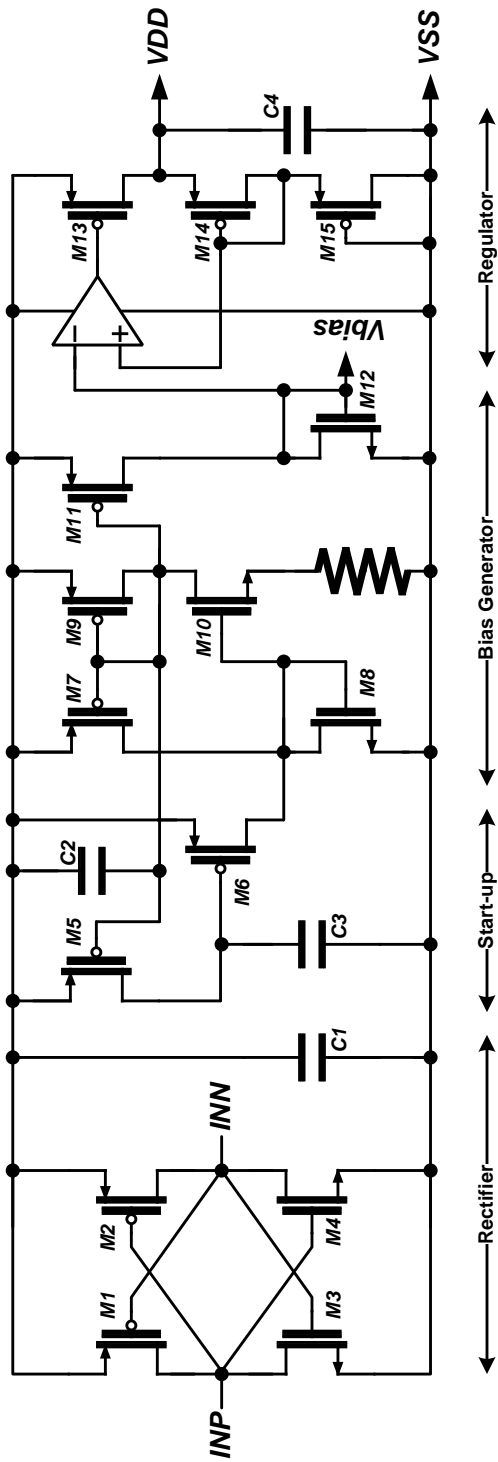 INP
INN
M1
M2
M3
M4
C1
M5
C2
C3
M6
M7
M9
M10
M8
M11
M12
Vbias
M13
M14
M15
C4
VDD
VSS
Rectifier
Start-up
Bias Generator
Regulator
− 
+